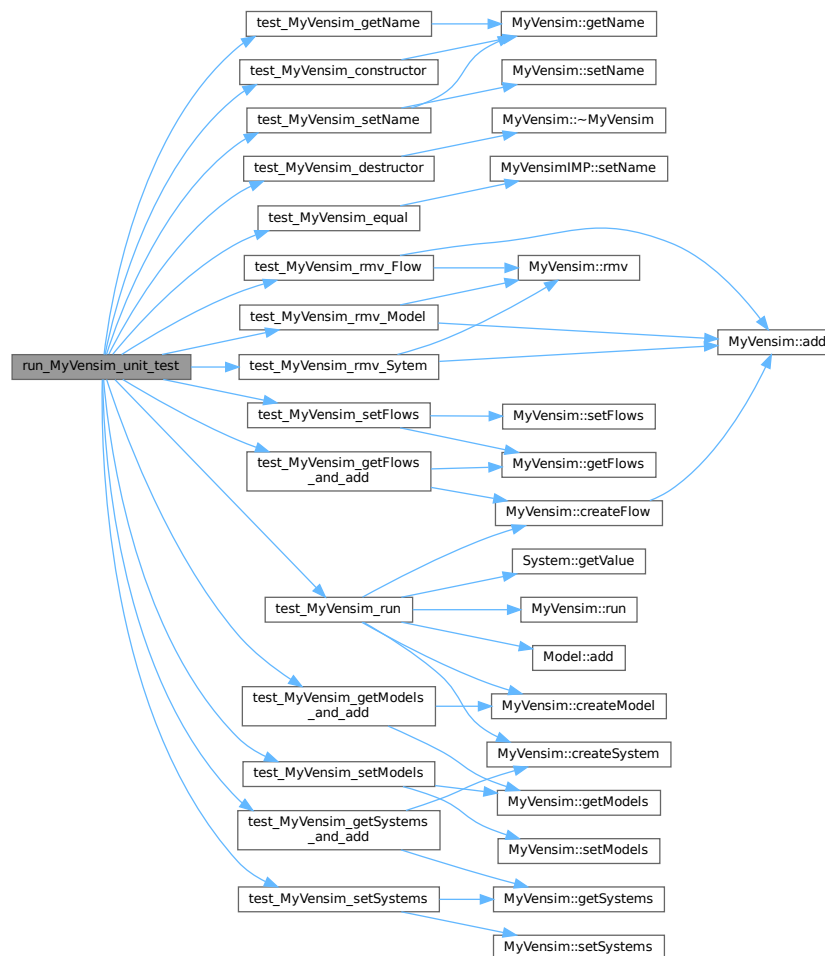 test_MyVensim_getName
MyVensim::getName
test_MyVensim_constructor
MyVensim::setName
test_MyVensim_setName
MyVensim::~MyVensim
test_MyVensim_destructor
MyVensimIMP::setName
test_MyVensim_equal
test_MyVensim_rmv_Flow
MyVensim::rmv
test_MyVensim_rmv_Model
MyVensim::add
run_MyVensim_unit_test
test_MyVensim_rmv_Sytem
test_MyVensim_setFlows
MyVensim::setFlows
test_MyVensim_getFlows
_and_add
MyVensim::getFlows
MyVensim::createFlow
System::getValue
test_MyVensim_run
MyVensim::run
Model::add
test_MyVensim_getModels
_and_add
MyVensim::createModel
MyVensim::createSystem
test_MyVensim_setModels
MyVensim::getModels
test_MyVensim_getSystems
_and_add
MyVensim::setModels
test_MyVensim_setSystems
MyVensim::getSystems
MyVensim::setSystems